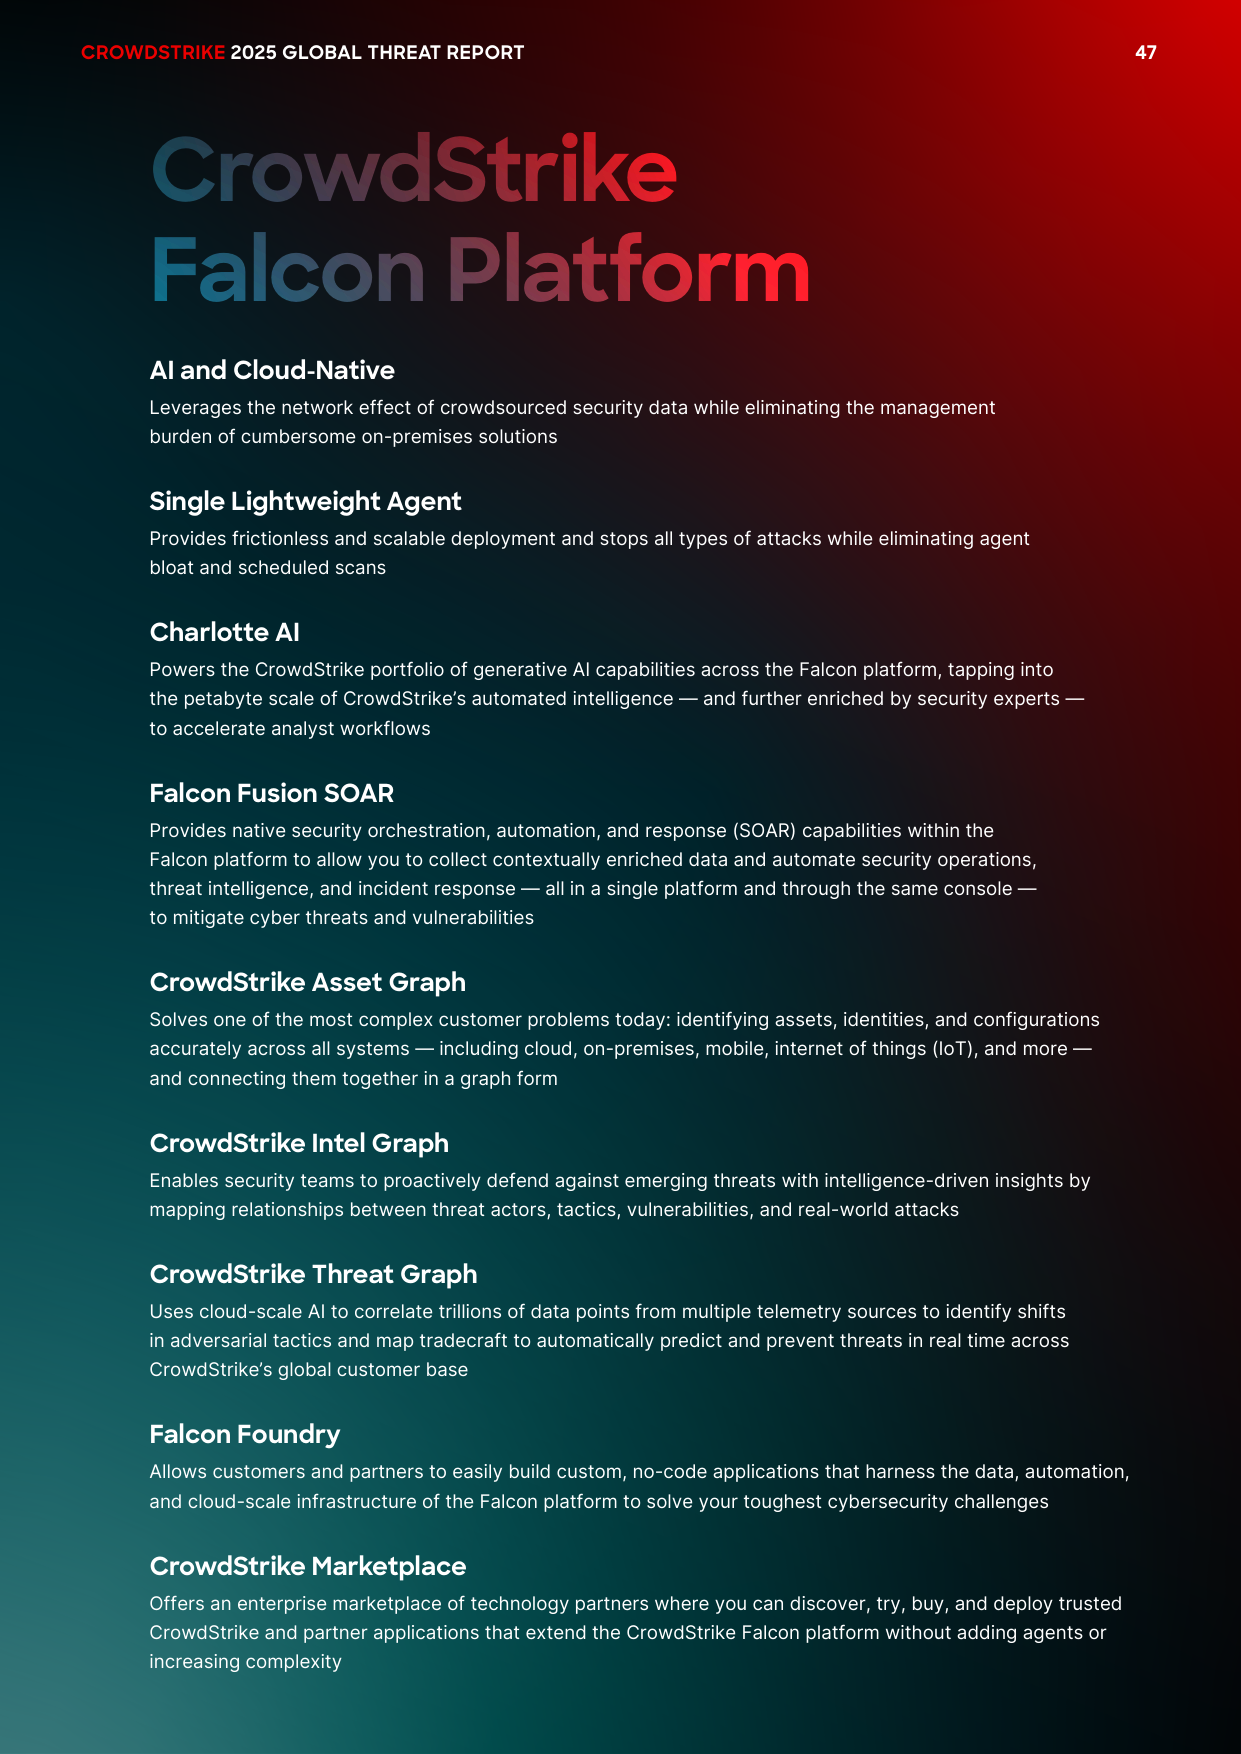 CROWDSTRIKE 2025 GLOBAL THREAT REPORT
47
CrowdStrike
Falcon Platform
AI and Cloud-Native
Leverages the network effect of crowdsourced security data while eliminating the management
burden of cumbersome on-premises solutions
Single Lightweight Agent
Provides frictionless and scalable deployment and stops all types of attacks while eliminating agent
bloat and scheduled scans
Charlotte AI
Powers the CrowdStrike portfolio of generative AI capabilities across the Falcon platform, tapping into
the petabyte scale of CrowdStrike’s automated intelligence — and further enriched by security experts —
to accelerate analyst workflows
Falcon Fusion SOAR
Provides native security orchestration, automation, and response (SOAR) capabilities within the
Falcon platform to allow you to collect contextually enriched data and automate security operations,
threat intelligence, and incident response — all in a single platform and through the same console —
to mitigate cyber threats and vulnerabilities
CrowdStrike Asset Graph
Solves one of the most complex customer problems today: identifying assets, identities, and configurations
accurately across all systems — including cloud, on-premises, mobile, internet of things (IoT), and more —
and connecting them together in a graph form
CrowdStrike Intel Graph
Enables security teams to proactively defend against emerging threats with intelligence-driven insights by
mapping relationships between threat actors, tactics, vulnerabilities, and real-world attacks
CrowdStrike Threat Graph
Uses cloud-scale AI to correlate trillions of data points from multiple telemetry sources to identify shifts
in adversarial tactics and map tradecraft to automatically predict and prevent threats in real time across
CrowdStrike’s global customer base
Falcon Foundry
Allows customers and partners to easily build custom, no-code applications that harness the data, automation,
and cloud-scale infrastructure of the Falcon platform to solve your toughest cybersecurity challenges
CrowdStrike Marketplace
Offers an enterprise marketplace of technology partners where you can discover, try, buy, and deploy trusted
CrowdStrike and partner applications that extend the CrowdStrike Falcon platform without adding agents or
increasing complexity